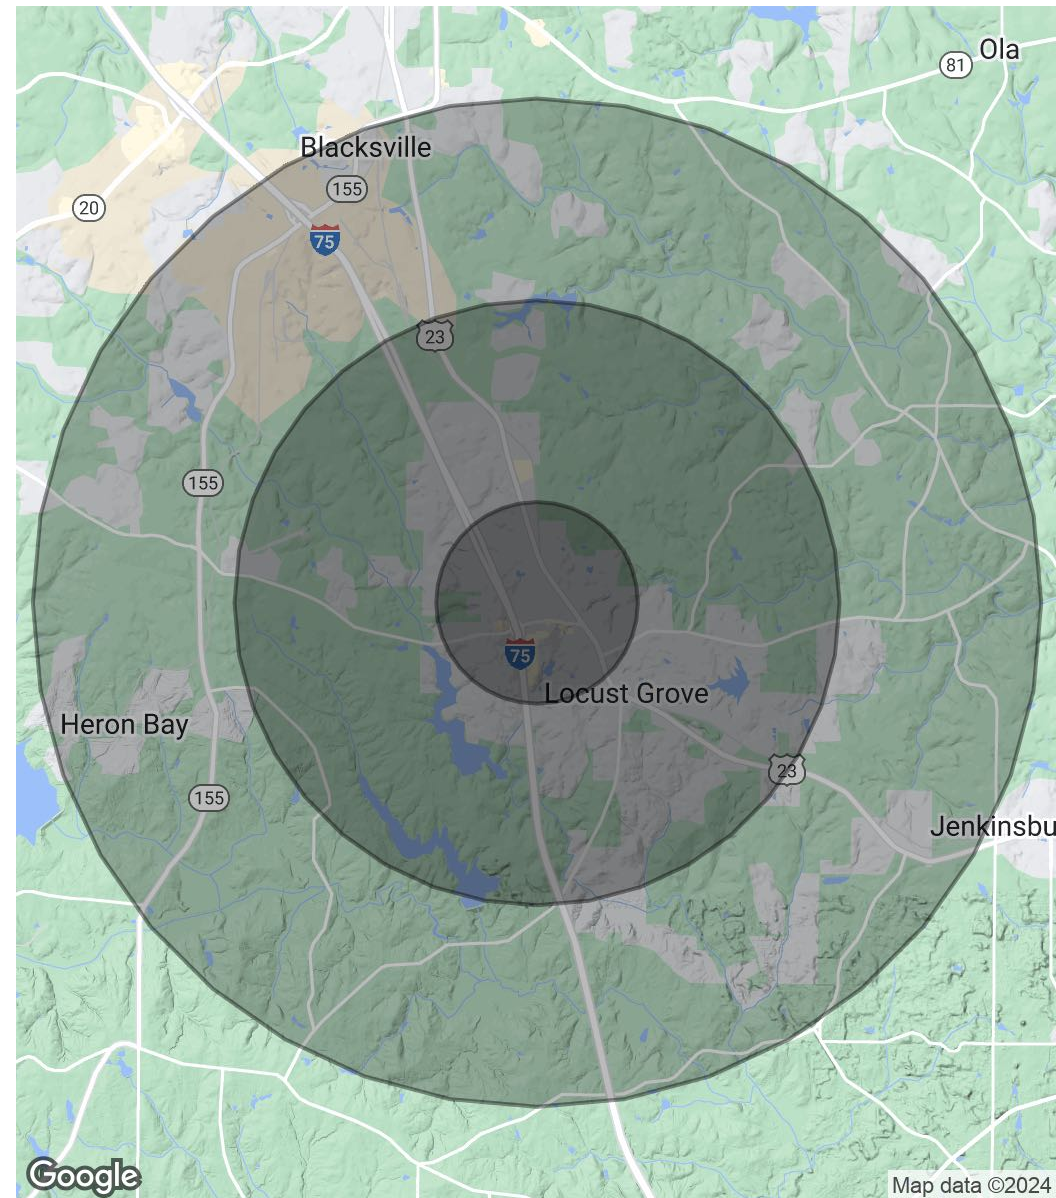 Ola
81
Blacksville
155
20
75
23
155
75
Locust Grove
Heron Bay
23
155
Jenkinsbu
Google
Map data ©2024